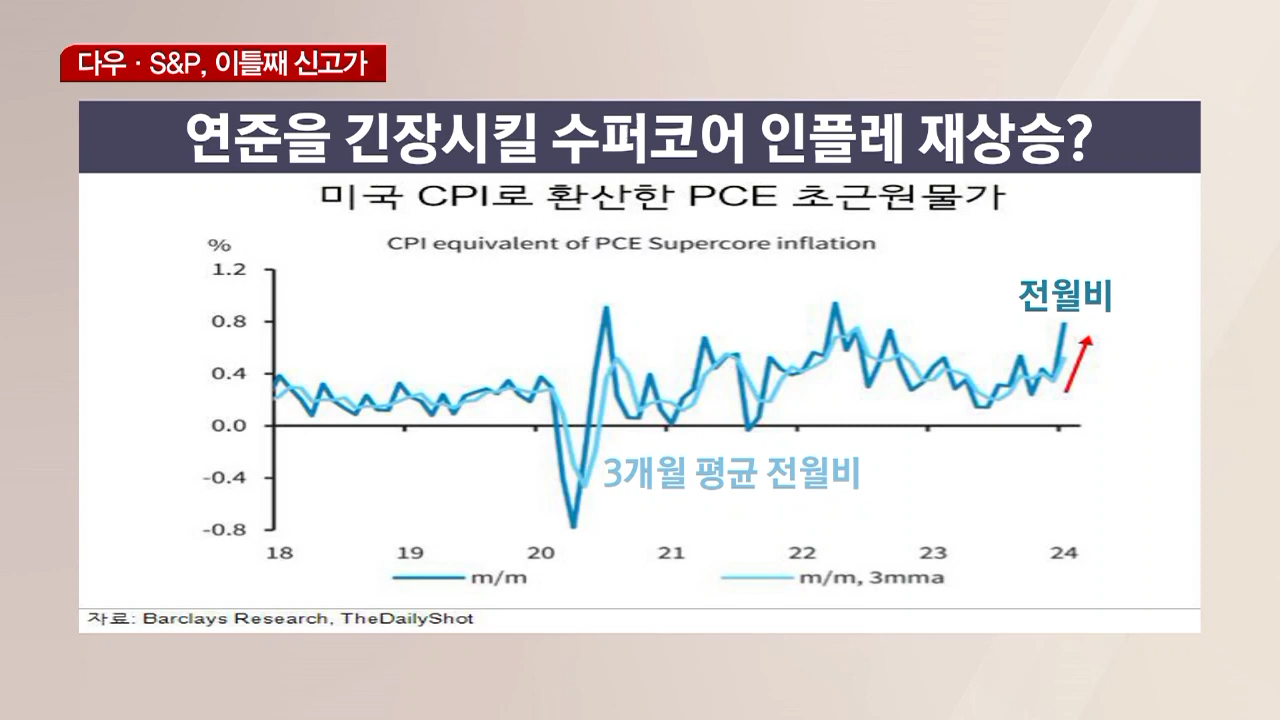 다우·S&P, 이틀째 신고가
연준을 긴장시킬 수퍼코어 인플레 재상승?
미국 CPI로 환산한 PCE 초근원물가
% CPI equivalent of PCE Supercore inflation
1.2
전월비
0.8
0.4
0.0
-0.4
3개월 평균 전월비
-0.8
18 19 20 21 22 23 24
m/m m/m, 3mma
자료: Barclays Research, TheDailyShot